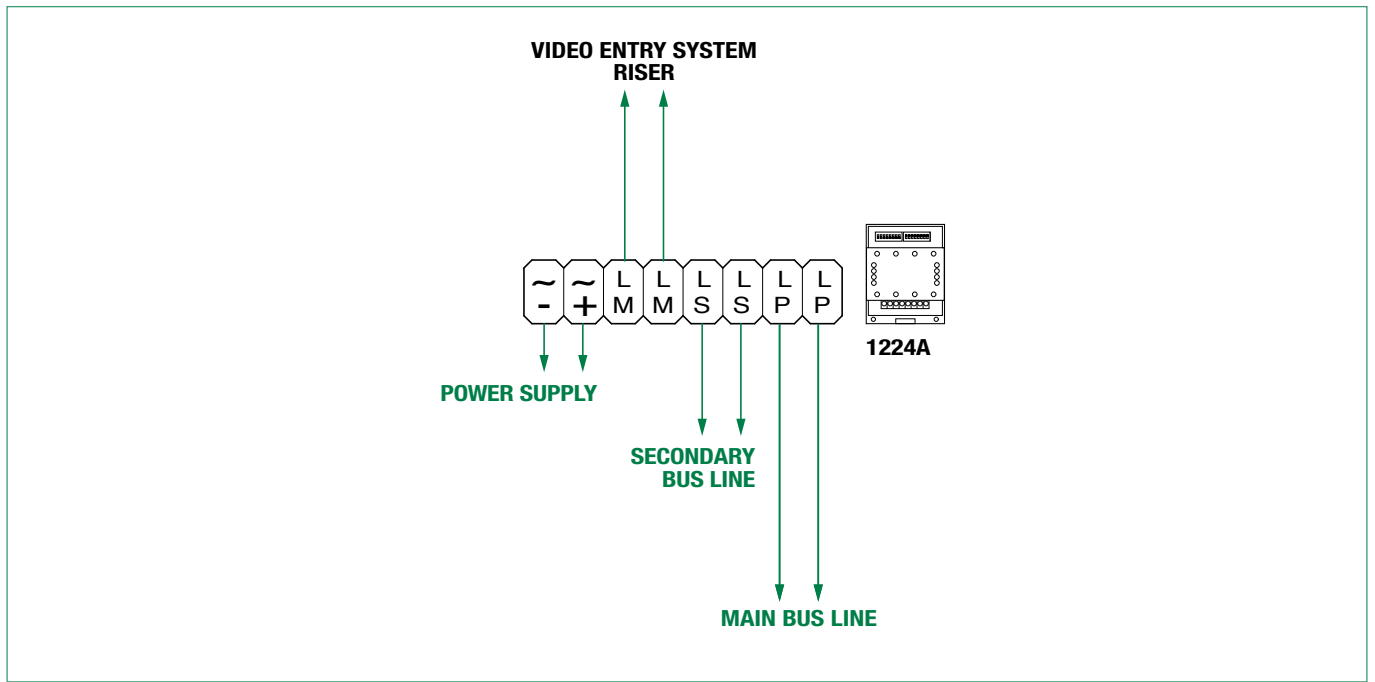 VIDEO ENTRY SYSTEM
RISER
~ ~ L L L L L L
- + M M S S P P
1224A
POWER SUPPLY
SECONDARY
BUS LINE
MAIN BUS LINE